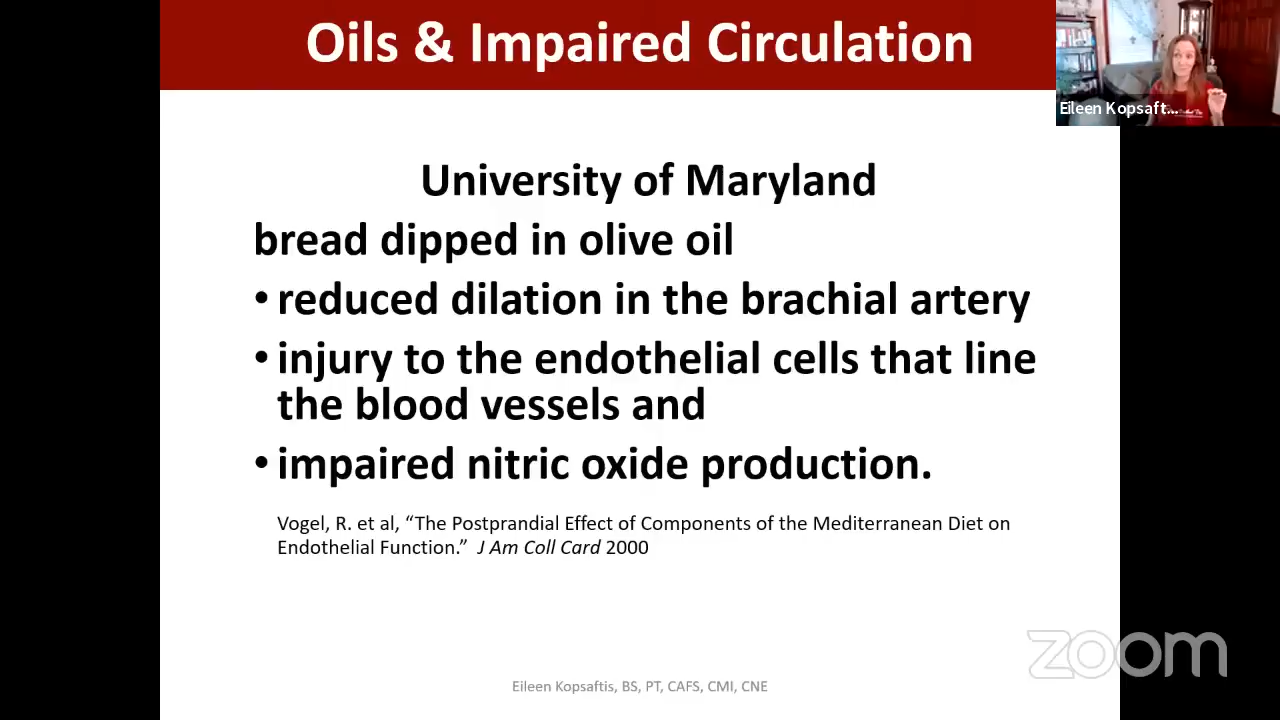 Oils & Impaired Circulation
Eileen Kopsaft...
University of Maryland
bread dipped in olive oil
• reduced dilation in the brachial artery
• injury to the endothelial cells that line
the blood vessels and
• impaired nitric oxide production.
Vogel, R. et al, “The Postprandial Effect of Components of the Mediterranean Diet on
Endothelial Function.” J Am Coll Card 2000
zoom
Eileen Kopsaftis, BS, PT, CAFS, CMI, CNE